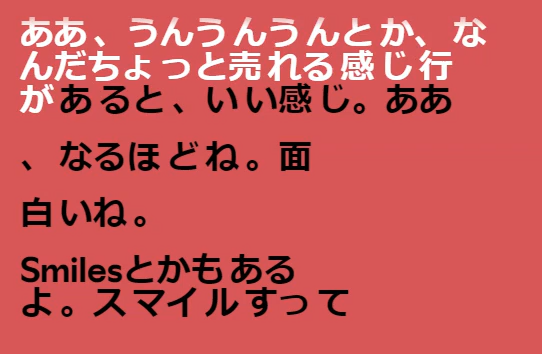 ああ、うんうんうんとか、な
んだちょっと売れる感じ行
があると、いい感じ。ああ
、なるほどね。面
白いね。
Smilesとかもある
よ。スマイルすって